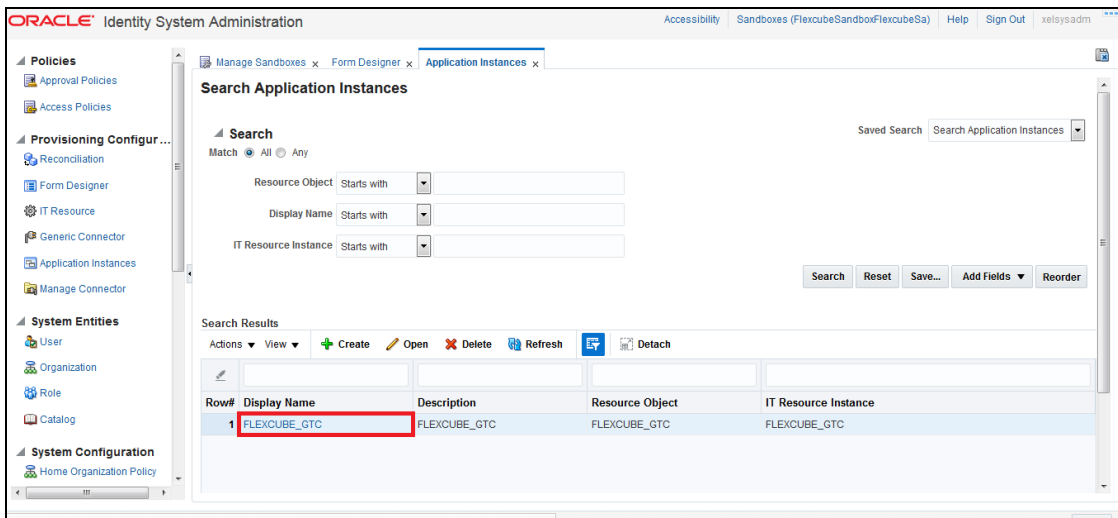 ORACLE Identity System Administration
Accessibility Sandboxes (FlexcubeSandboxFlexcubeSa) Help Sign Out xelsysadm
Policies
Approval Policies
Access Policies
Provisioning Configur...
Reconciliation
Form Designer
IT Resource
Generic Connector
Application Instances
Manage Connector
System Entities
User
Organization
Role
Catalog
System Configuration
Home Organization Policy
Manage Sandboxes x Form Designer x Application Instances x
Search Application Instances
Search
Saved Search Search Application Instances
Match All Any
Resource Object Starts with
Display Name Starts with
IT Resource Instance Starts with
Search Reset Save... Add Fields Reorder
Search Results
Actions View Create Open Delete Refresh Detach
Row# Display Name Description Resource Object IT Resource Instance
1 FLEXCUBE_GTC FLEXCUBE_GTC FLEXCUBE_GTC FLEXCUBE_GTC